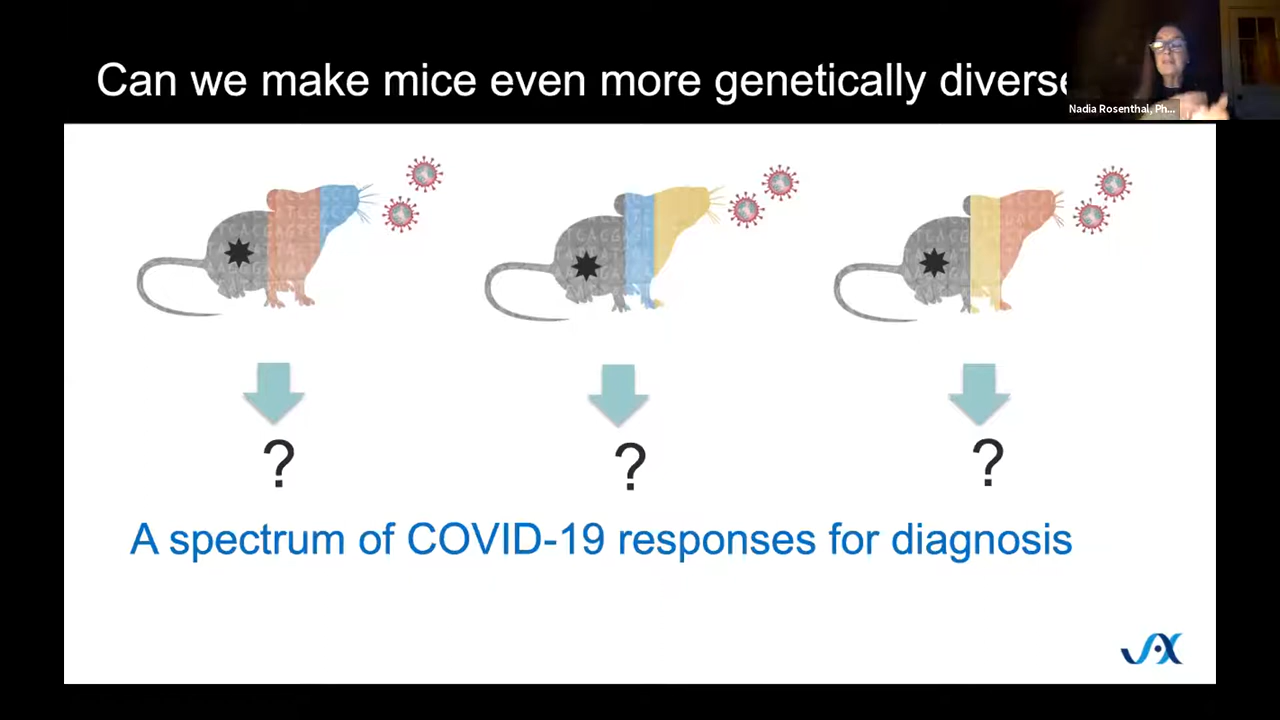 Can we make mice even more genetically diverse
Nadia Rosenthal, Ph...
?
?
?
A spectrum of COVID-19 responses for diagnosis
JAX